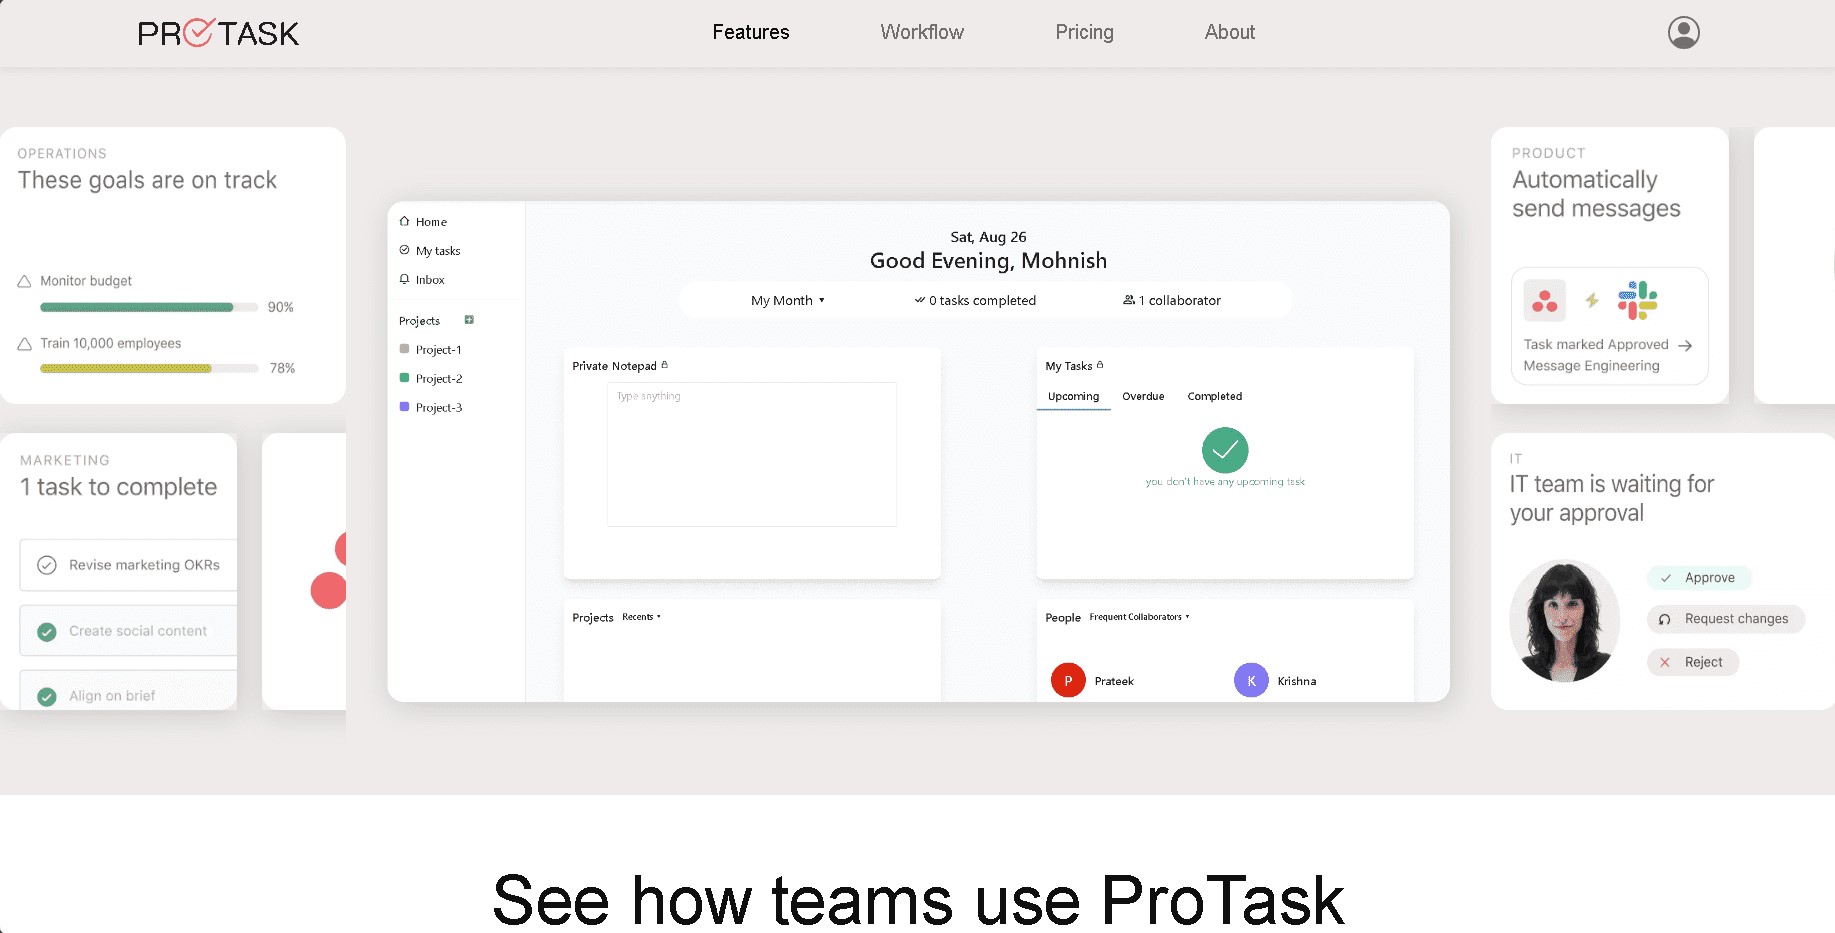 PROTASK
Features
Workflow
Pricing
About
OPERATIONS
These goals are on track
Monitor budget
90%
Train 10,000 employees
78%
MARKETING
1 task to complete
Revise marketing OKRs
Create social content
Align on brief
Home
My tasks
Inbox
Projects
Project-1
Project-2
Project-3
Sat, Aug 26
Good Evening, Mohnish
My Month
0 tasks completed
1 collaborator
Private Notepad
Type anything
My Tasks
Upcoming
Overdue
Completed
you don't have any upcoming task
Projects
Recents
People
Frequent Collaborators
P
Prateek
K
Krishna
PRODUCT
Automatically
send messages
Task marked Approved
Message Engineering
IT
IT team is waiting for
your approval
Approve
Request changes
Reject
See how teams use ProTask